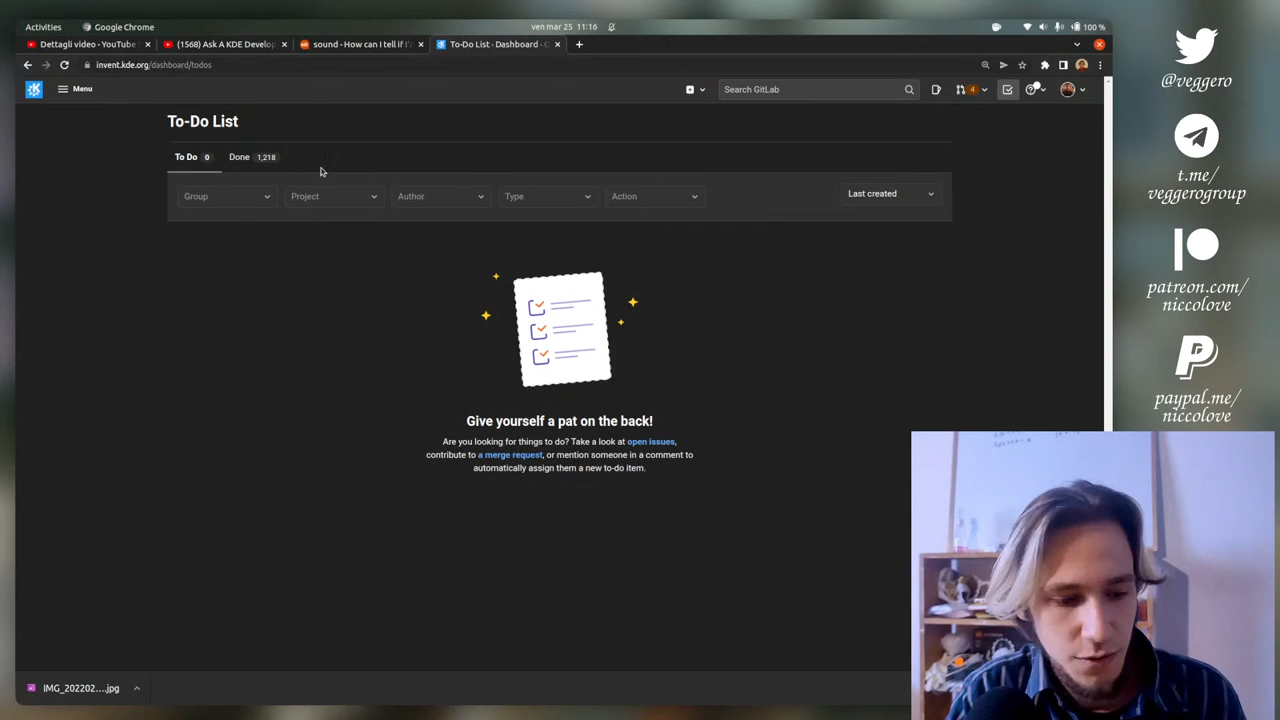 Activities
Google Chrome
ven mar 25 11:16
100 %
Dettagli video - YouTube
(1568) Ask A KDE Develop
sound - How can I tell if I'
To-Do List · Dashboard ·
invent.kde.org/dashboard/todos
Menu
Search GitLab
4
To-Do List
To Do 0
Done 1,218
Group
Project
Author
Type
Action
Last created
Give yourself a pat on the back!
Are you looking for things to do? Take a look at open issues,
contribute to a merge request, or mention someone in a comment to
automatically assign them a new to-do item.
IMG_202202....jpg
@veggero
t.me/
veggerogroup
patreon.com/
niccolove
paypal.me/
niccolove